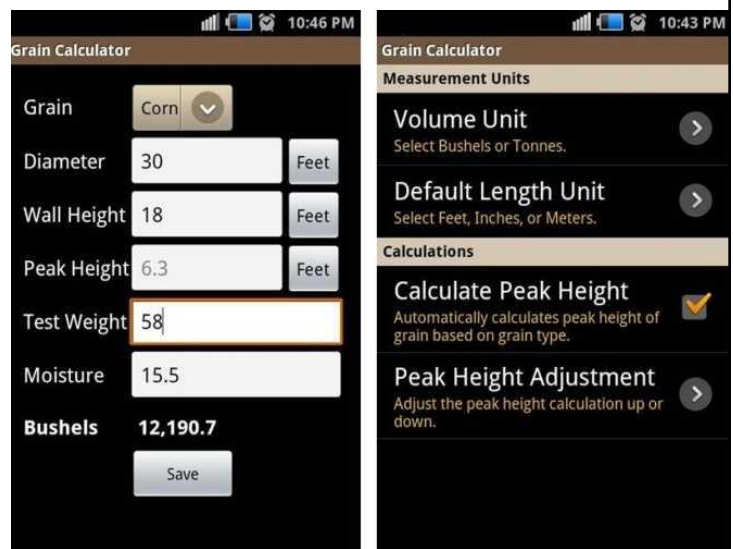 10:46 PM
Grain Calculator
Grain Corn
Diameter 30 Feet
Wall Height 18 Feet
Peak Height 6.3 Feet
Test Weight 58
Moisture 15.5
Bushels 12,190.7
Save
10:43 PM
Grain Calculator
Measurement Units
Volume Unit
Select Bushels or Tonnes.
Default Length Unit
Select Feet, Inches, or Meters.
Calculations
Calculate Peak Height
Automatically calculates peak height of
grain based on grain type.
Peak Height Adjustment
Adjust the peak height calculation up or
down.